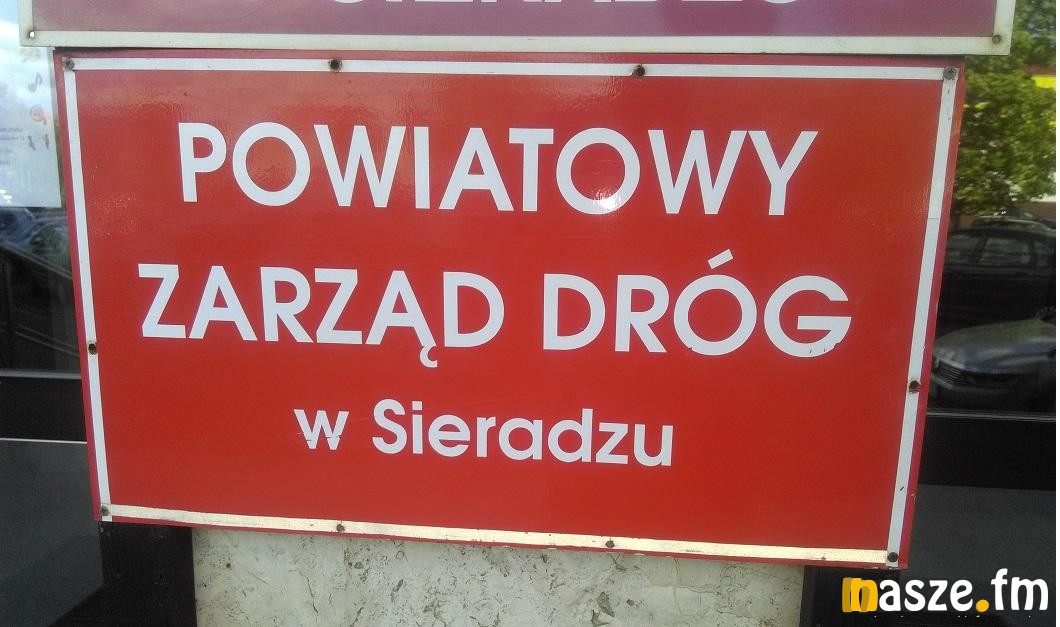 POWIATOWY
ZARZĄD DRÓG
w Sieradzu
nasze.fm